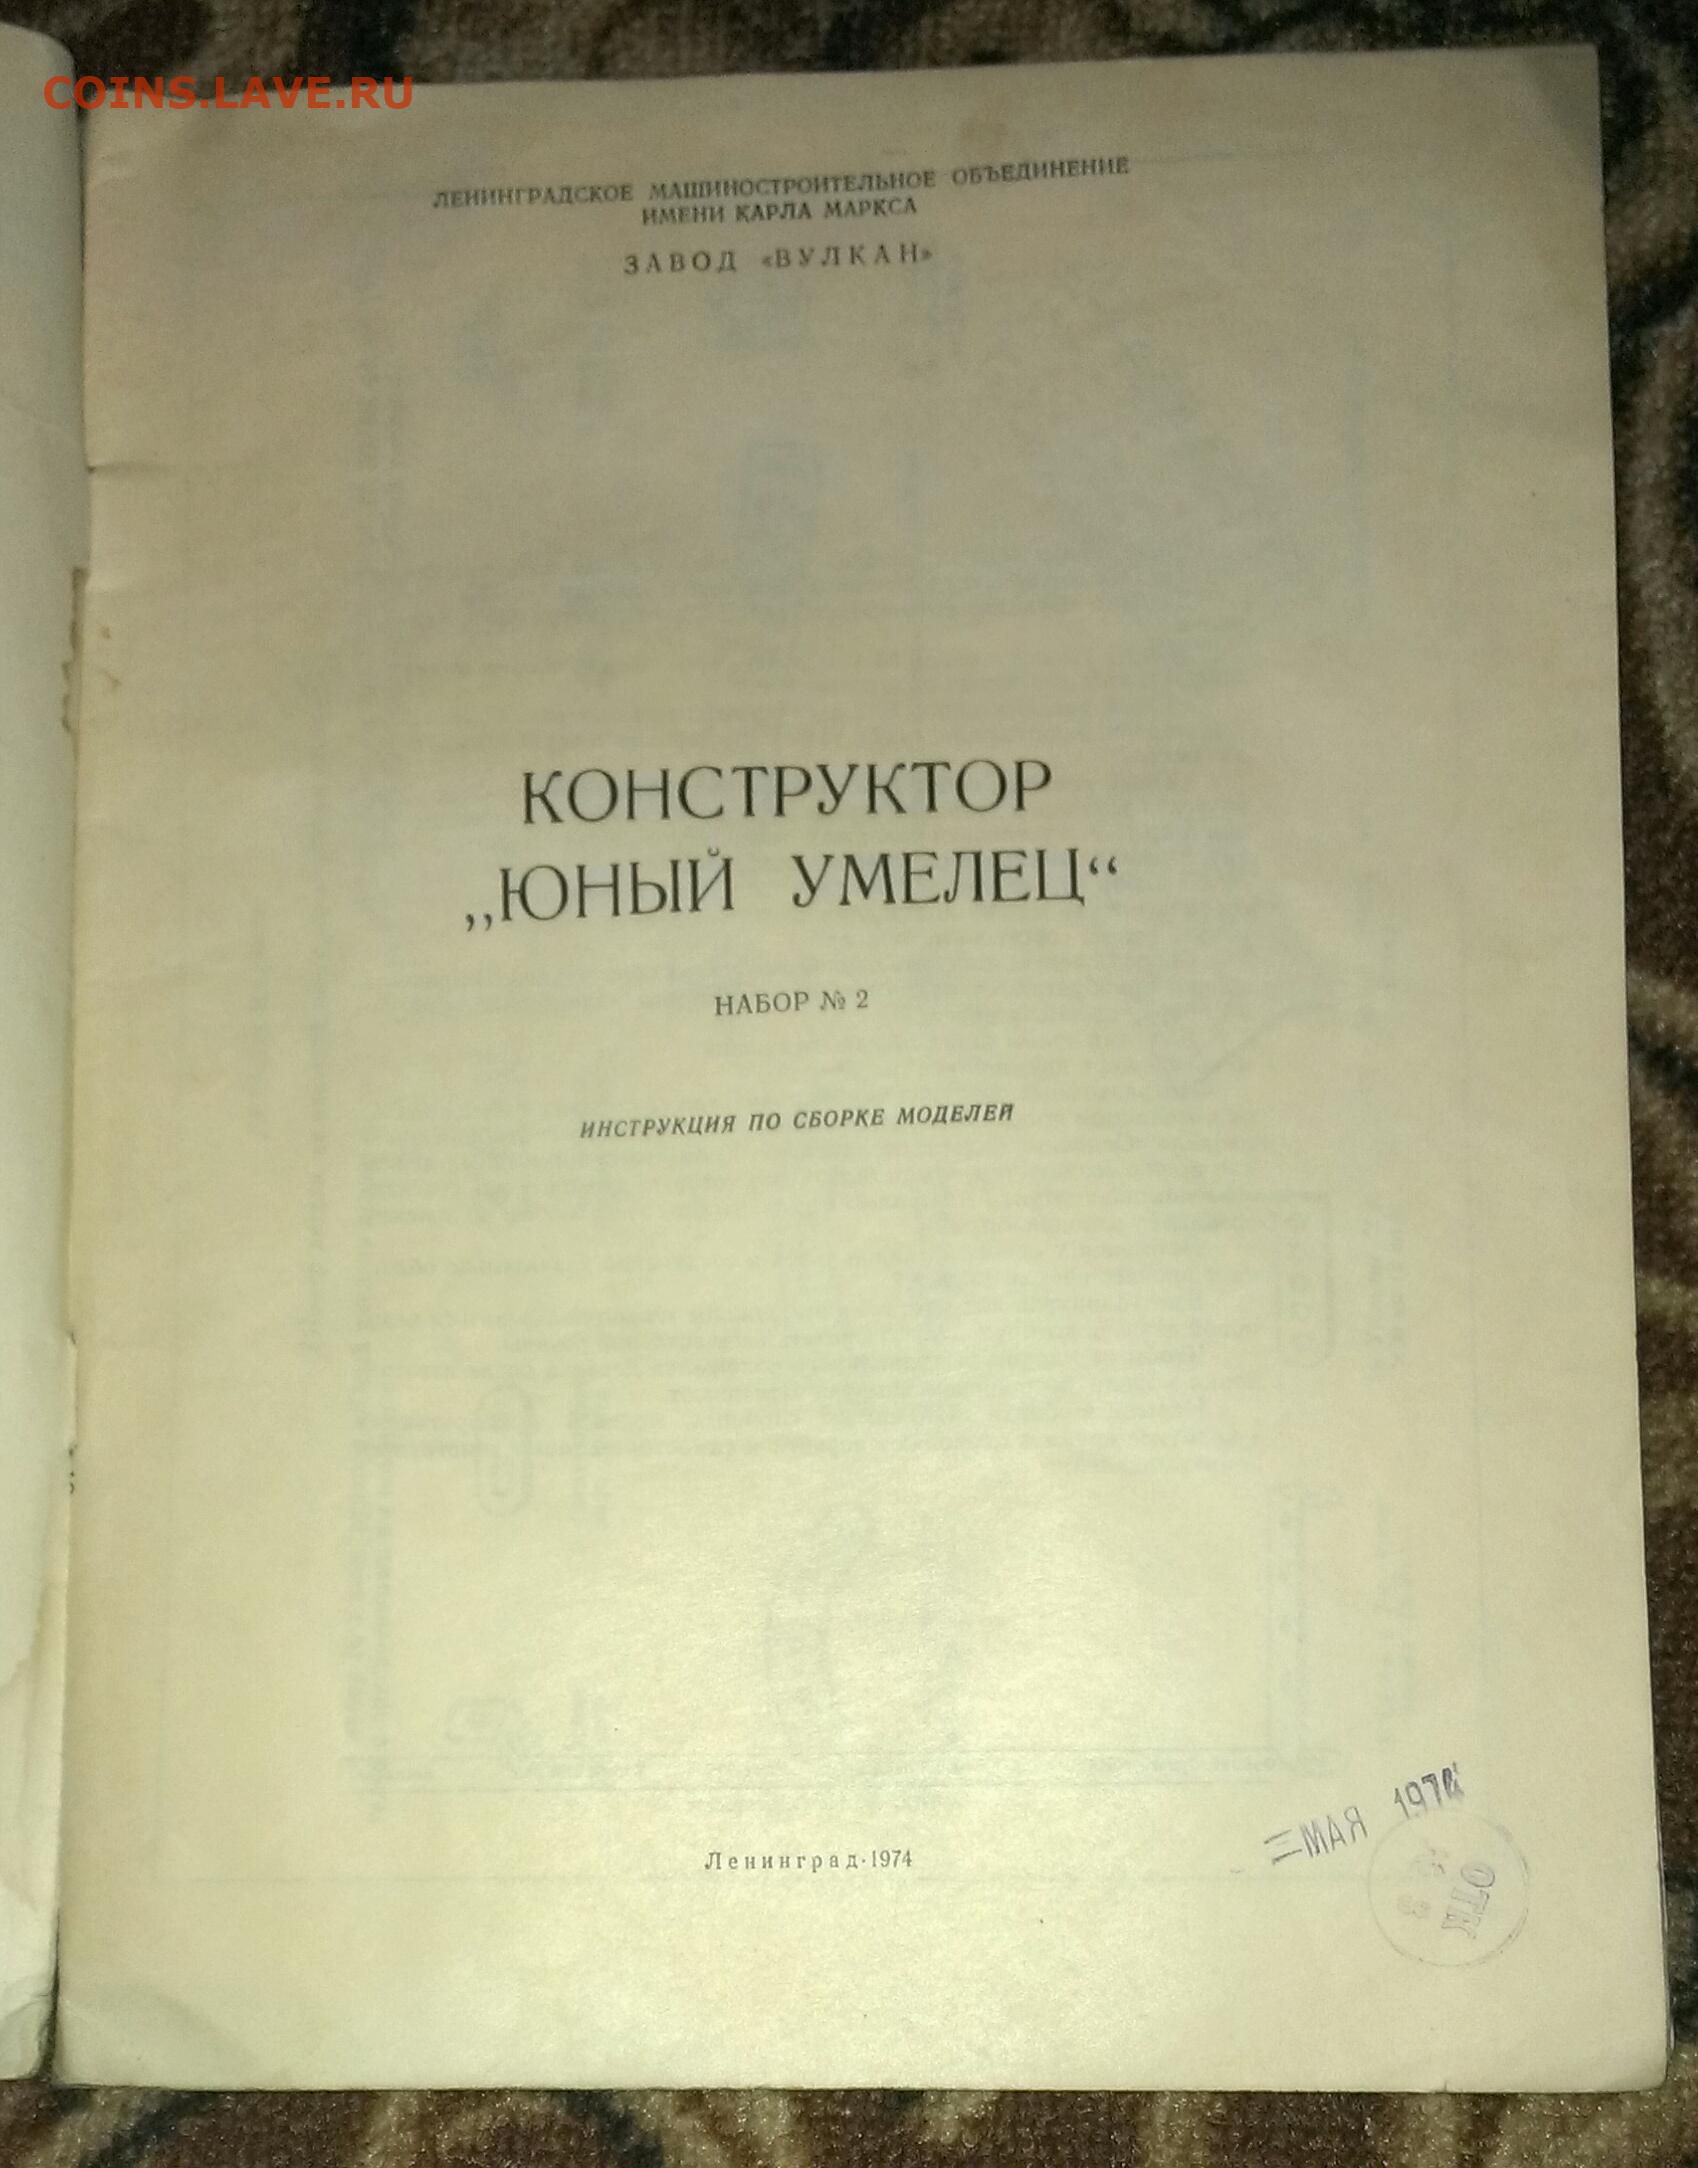 COINS.LAVE.RU
ЛЕНИНГРАДСКОЕ МАШИНОСТРОИТЕЛЬНОЕ ОБЪЕДИНЕНИЕ
ИМЕНИ КАРЛА МАРКСА
ЗАВОД «ВУЛКАН»
КОНСТРУКТОР
„ЮНЫЙ УМЕЛЕЦ“
НАБОР № 2
ИНСТРУКЦИЯ ПО СБОРКЕ МОДЕЛЕЙ
МАЯ 1974
ОТК
Ленинград·1974